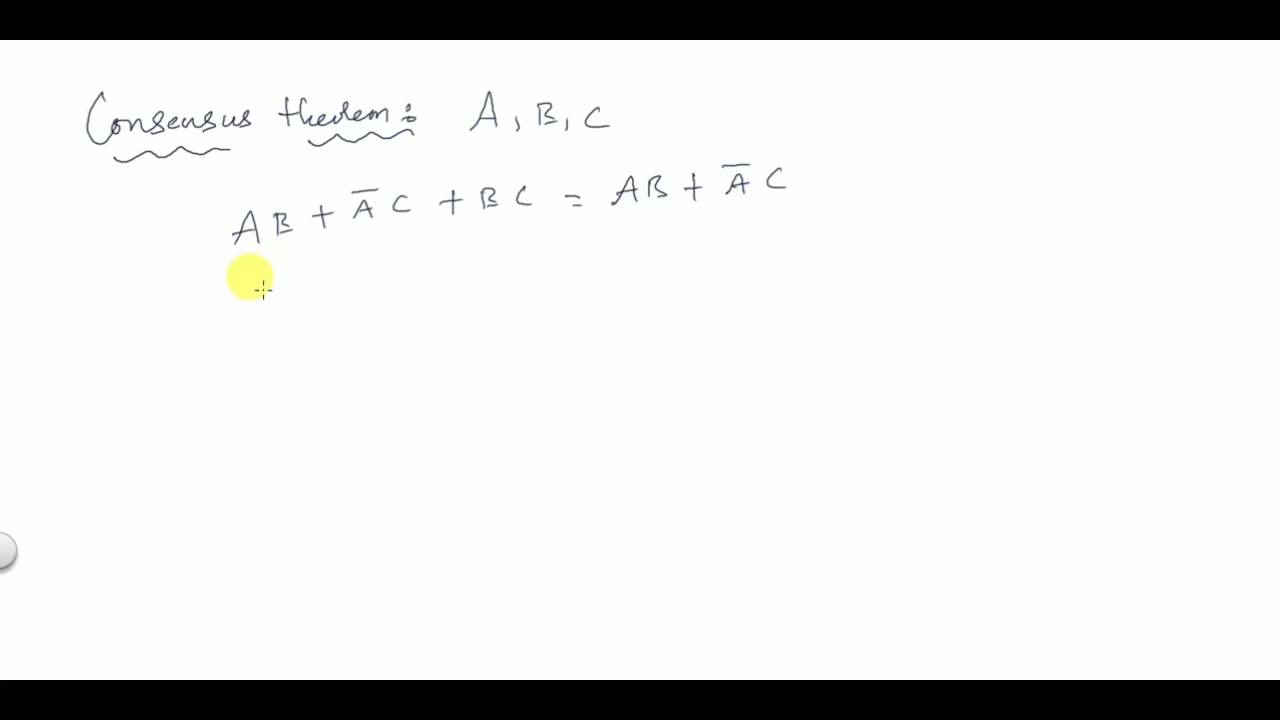 Consensus theorem: A, B, C
AB + A̅ C + BC = AB + A̅ C